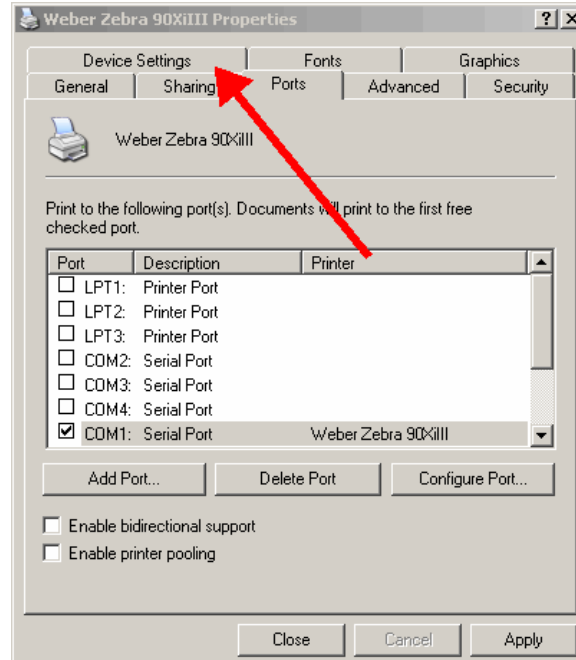 Weber Zebra 90XiIII Properties
Device Settings Fonts Graphics
General Sharing Ports Advanced Security
Weber Zebra 90XiIII
Print to the following port(s). Documents will print to the first free
checked port.
Port Description Printer
LPT1: Printer Port
LPT2: Printer Port
LPT3: Printer Port
COM2: Serial Port
COM3: Serial Port
COM4: Serial Port
COM1: Serial Port Weber Zebra 90XiIII
Add Port... Delete Port Configure Port...
Enable bidirectional support
Enable printer pooling
Close Cancel Apply